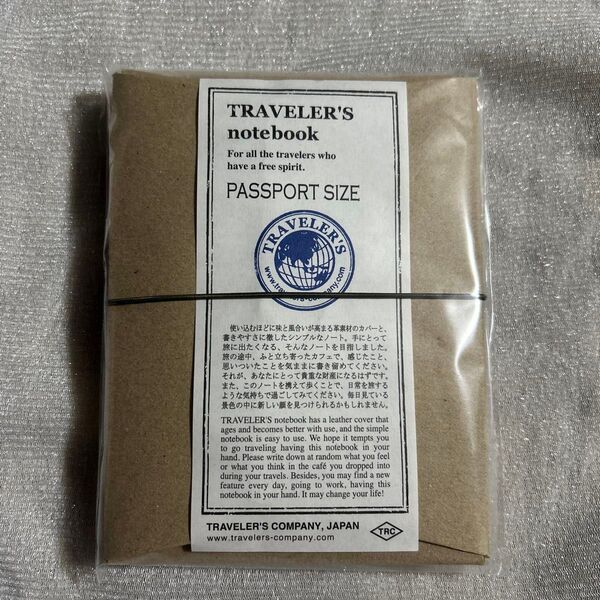 TRAVELER'S
notebook
For all the travelers who
have a free spirit.
PASSPORT SIZE
TRAVELER'S
www.travelers-company.com
使い込むほどに味と風合いが高まる革素材のカバーと、
書きやすさに徹したシンプルなノート。手にとって
旅に出たくなる、そんなノートを目指しました。
旅の途中、ふと立ち寄ったカフェで、感じたこと、
思いついたことを気ままに書き留めてください。
それが、あなたにとって貴重な財産になるはずです。
また、このノートを携えて歩くことで、日常を旅する
ような気持ちで過ごしてみてください。毎日見ている
景色の中に新しい顔を見つけられるかもしれません。
TRAVELER'S notebook has a leather cover that
ages and becomes better with use, and the simple
notebook is easy to use. We hope it tempts you
to go traveling having this notebook in your
hand. Please write down at random what you feel
or what you think in the café you dropped into
during your travels. Besides, you may find a new
feature every day, going to work, having this
notebook in your hand. It may change your life!
TRAVELER'S COMPANY, JAPAN
www.travelers-company.com
TRC